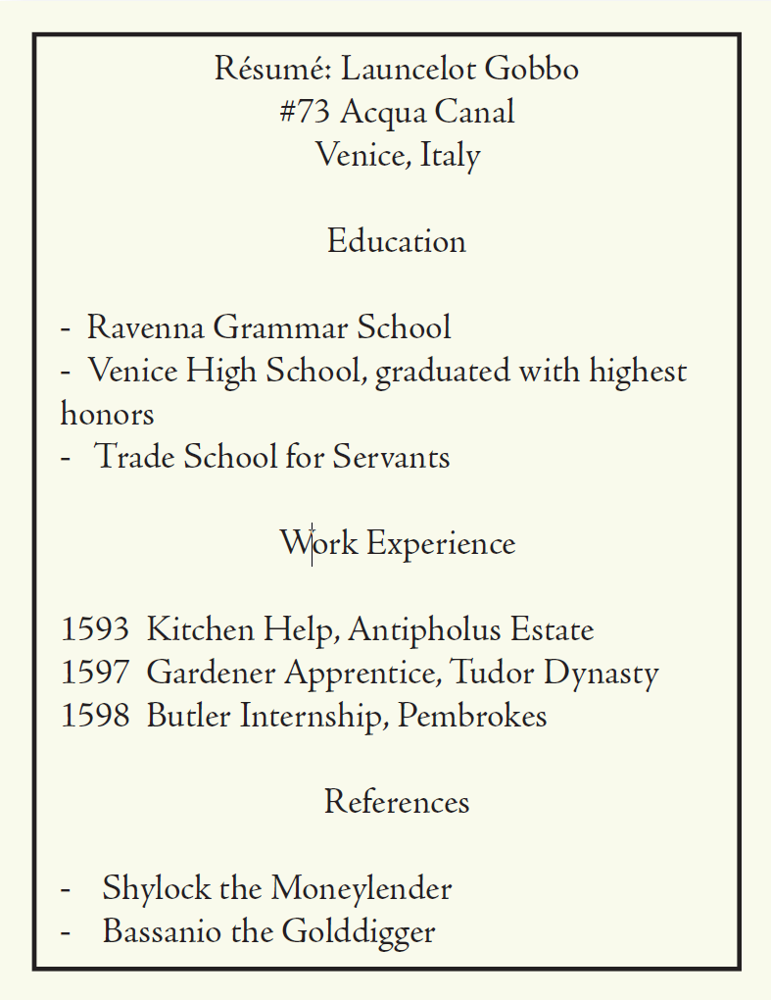 Résumé: Launcelot Gobbo
#73 Acqua Canal
Venice, Italy
Education
- Ravenna Grammar School
- Venice High School, graduated with highest
honors
- Trade School for Servants
Work Experience
1593 Kitchen Help, Antipholus Estate
1597 Gardener Apprentice, Tudor Dynasty
1598 Butler Internship, Pembrokes
References
- Shylock the Moneylender
- Bassanio the Golddigger